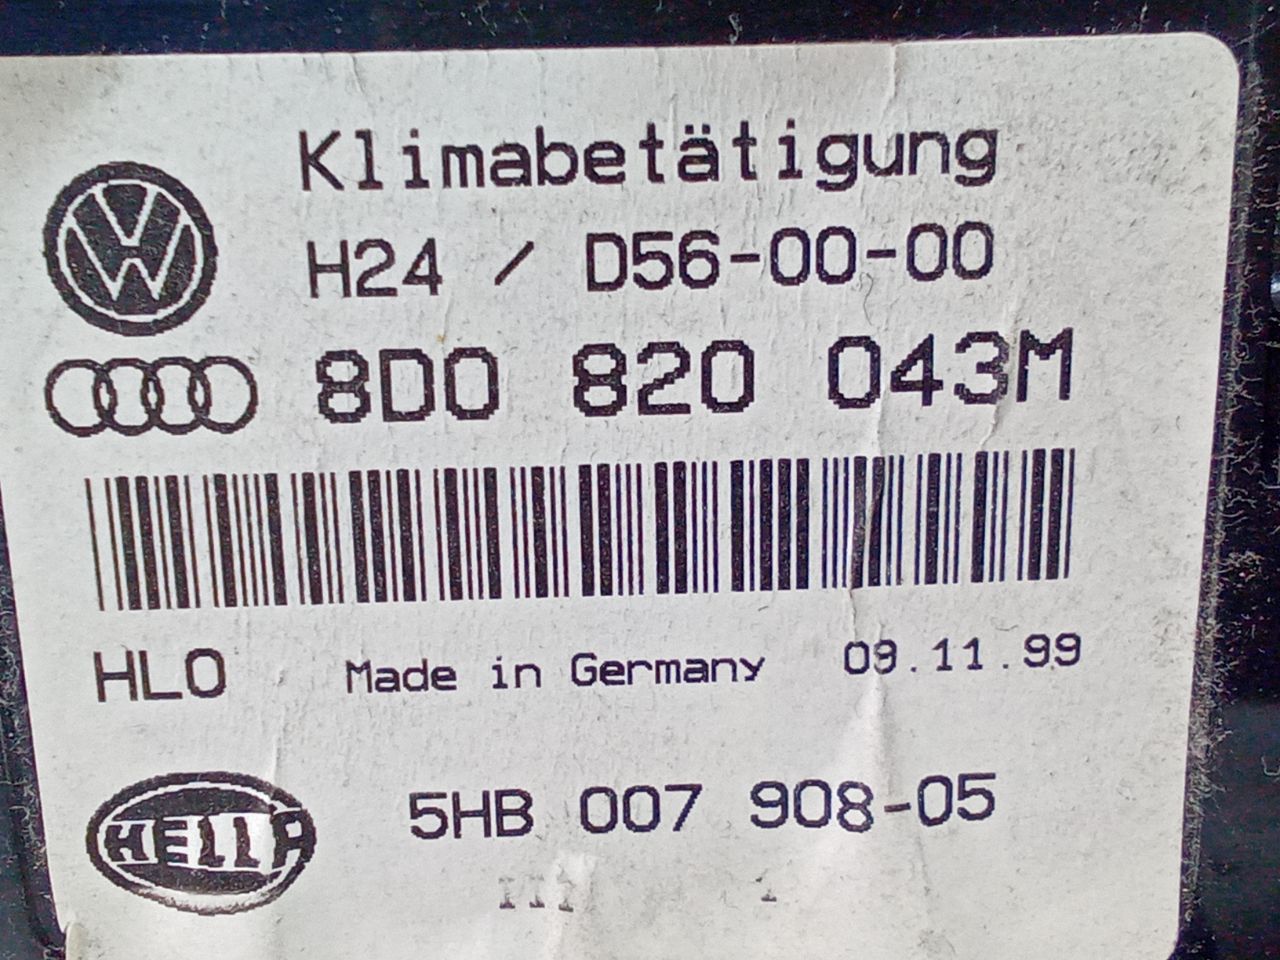 Klimabetätigung
H24 / D56-00-00
8D0 820 043M
HLO Made in Germany 09.11.99
HELLA 5HB 007 908-05